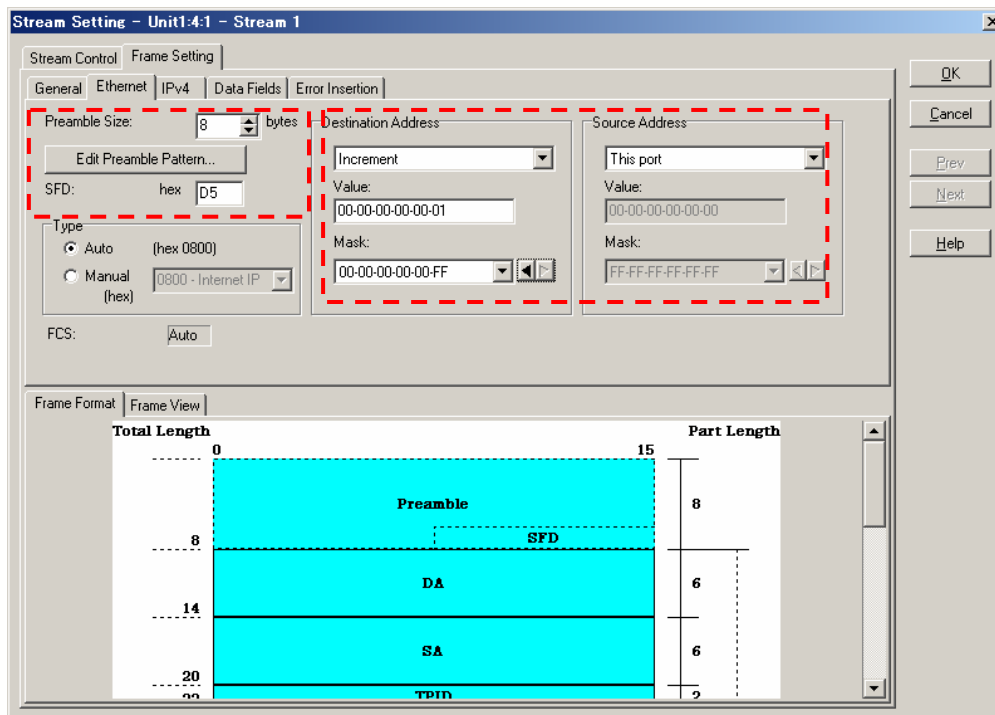 Stream Setting - Unit1:4:1 - Stream 1
Stream Control Frame Setting
General Ethernet IPv4 Data Fields Error Insertion
Preamble Size: 8 bytes
Edit Preamble Pattern...
SFD: hex D5
Type
Auto (hex 0800)
Manual (hex) 0800 - Internet IP
FCS: Auto
Destination Address
Increment
Value:
00-00-00-00-00-01
Mask:
00-00-00-00-00-FF
Source Address
This port
Value:
00-00-00-00-00-00
Mask:
FF-FF-FF-FF-FF-FF
OK
Cancel
Prev
Next
Help
Frame Format Frame View
Total Length Part Length
0 15
Preamble 8
8 SFD
DA 6
14
SA 6
20
22 TPID 2